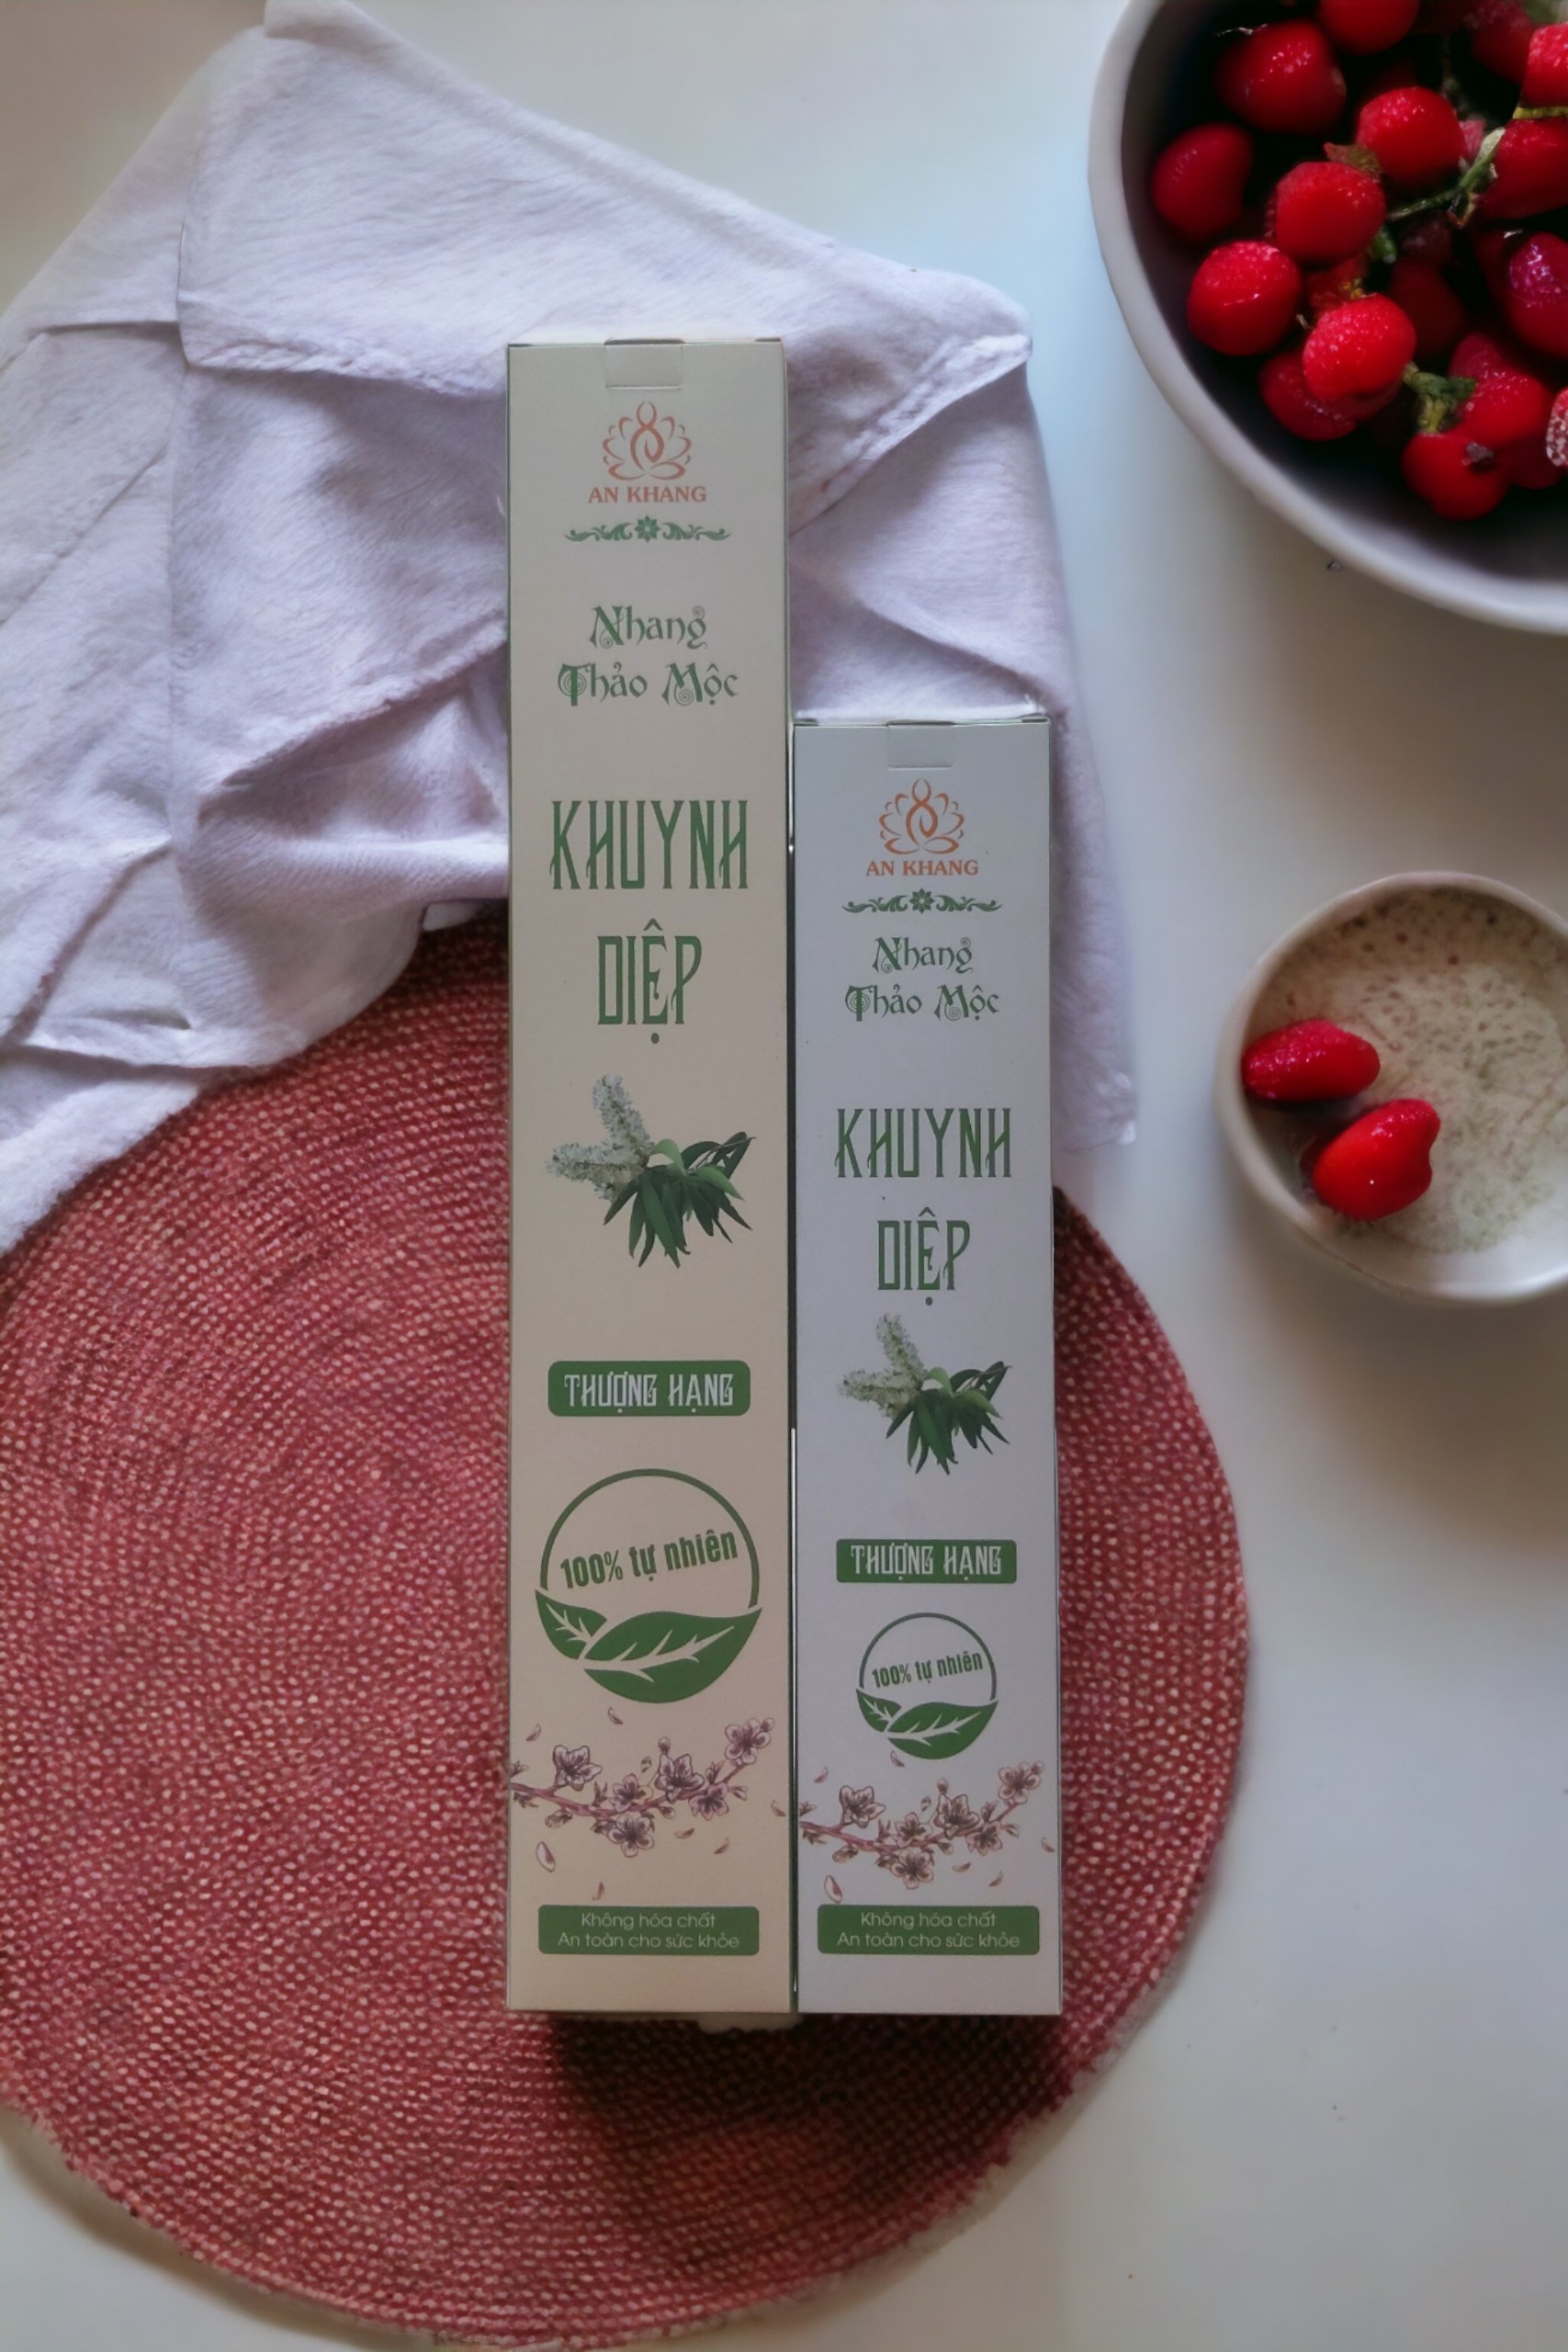 AN KHANG
Nhang
Thảo Mộc
KHUYNH
DIỆP
THƯỢNG HẠNG
100% tự nhiên
Không hóa chất
An toàn cho sức khỏe
AN KHANG
Nhang
Thảo Mộc
KHUYNH
DIỆP
THƯỢNG HẠNG
100% tự nhiên
Không hóa chất
An toàn cho sức khỏe